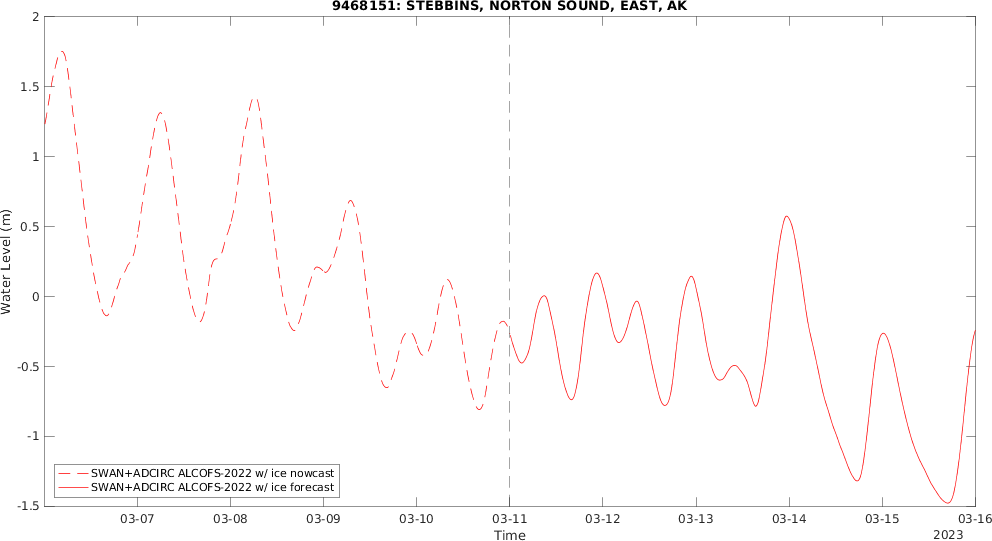 9468151: STEBBINS, NORTON SOUND, EAST, AK
2
1.5
1
0.5
0
-0.5
-1
-1.5
Water Level (m)
SWAN+ADCIRC ALCOFS-2022 w/ ice nowcast
SWAN+ADCIRC ALCOFS-2022 w/ ice forecast
03-07 03-08 03-09 03-10 03-11 03-12 03-13 03-14 03-15 03-16
Time
2023